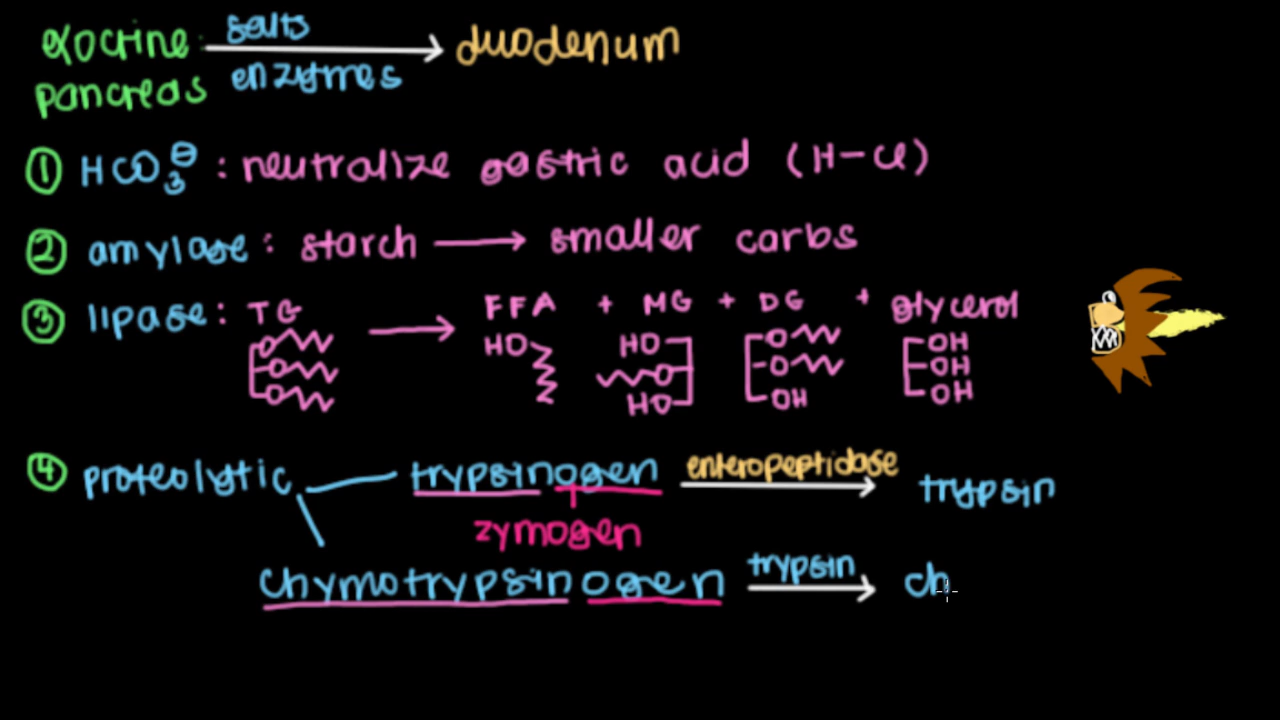 exocrine salts duodenum
pancreas enzymes
① HCO₃⊖ : neutralize gastric acid (H-Cl)
② amylase : starch → smaller carbs
③ lipase : TG → FFA + MG + DG + glycerol
HO HO O OH
O O O OH
O HO OH OH
O
④ proteolytic trypsinogen enteropeptidase → trypsin
zymogen
chymotrypsinogen trypsin → ch